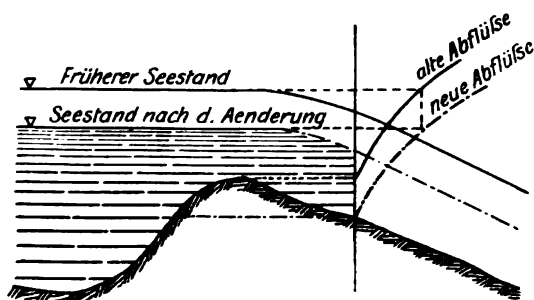 alte Abflüſse
Früherer Seestand
neue Abflüſse
Seestand nach d. Aenderung